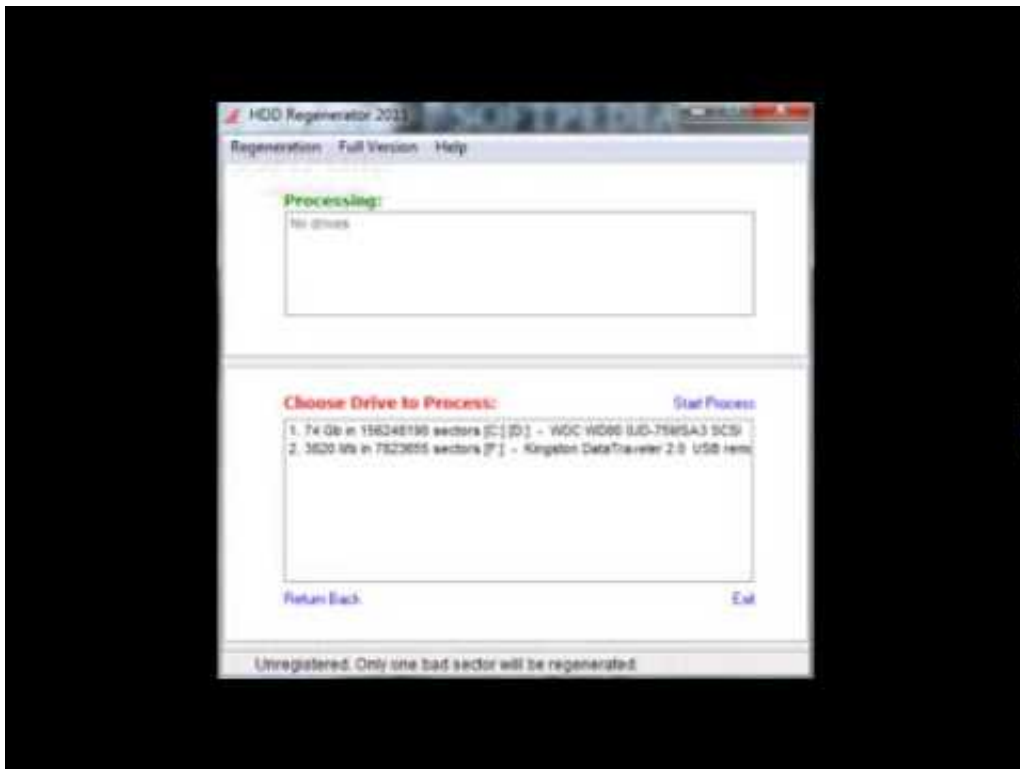 HDD Regenerator 2011
Regeneration Full Version Help
Processing:
No drives
Choose Drive to Process:
Start Process
1. 74 Gb in 156248190 sectors [C:] [D:] - WDC WD80 SCSI
2. 3820 Mb in 7823655 sectors [F:] - Kingston DataTraveler 2.0 USB
Return Back
Exit
Unregistered. Only one bad sector will be regenerated.